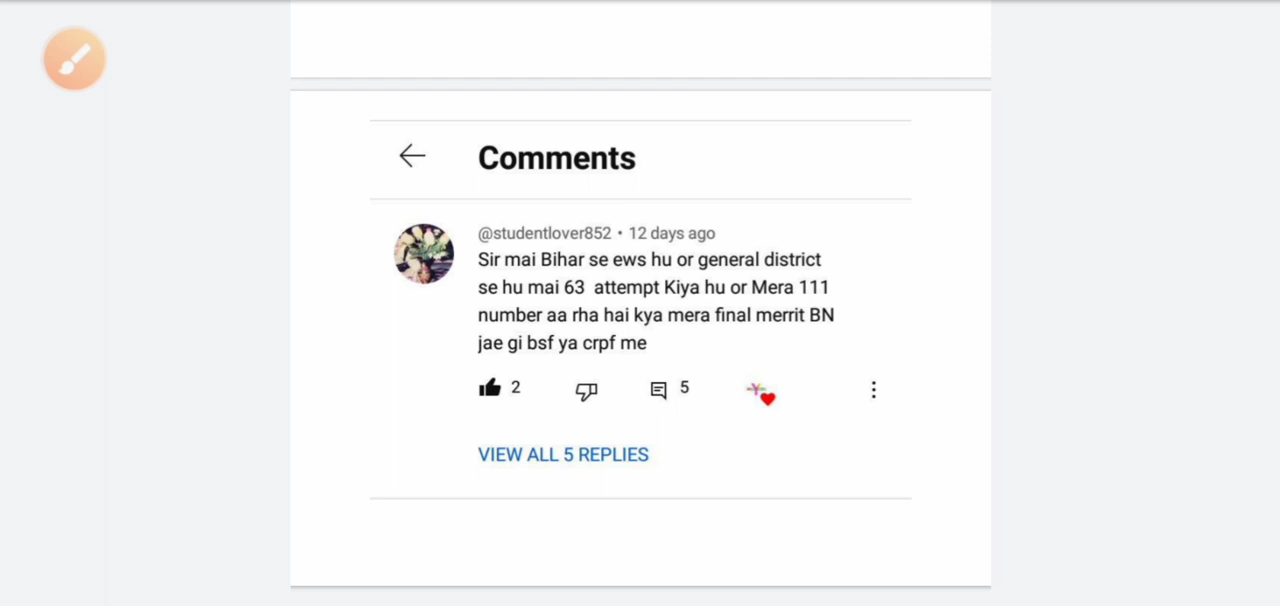 Comments
@studentlover852 • 12 days ago
Sir mai Bihar se ews hu or general district
se hu mai 63 attempt Kiya hu or Mera 111
number aa rha hai kya mera final merrit BN
jae gi bsf ya crpf me
2
5
VIEW ALL 5 REPLIES